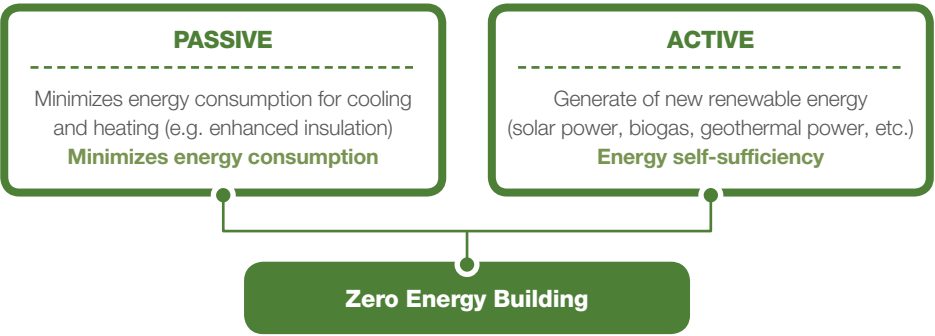 PASSIVE
Minimizes energy consumption for cooling
and heating (e.g. enhanced insulation)
Minimizes energy consumption
ACTIVE
Generate of new renewable energy
(solar power, biogas, geothermal power, etc.)
Energy self-sufficiency
Zero Energy Building